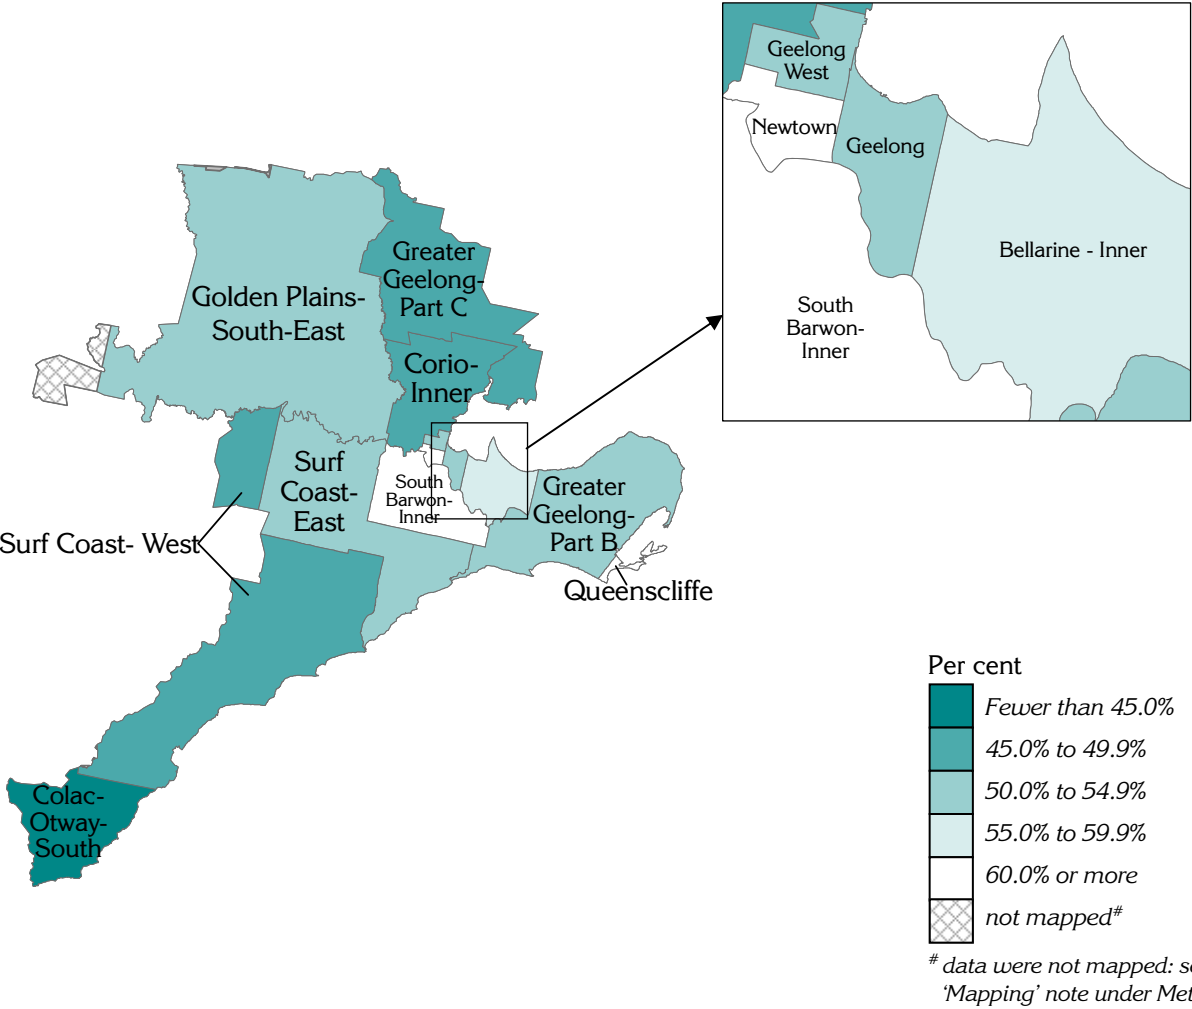 Geelong
West
Newtown
Geelong
Bellarine - Inner
South
Barwon-
Inner
Greater
Geelong-
Part C
Golden Plains-
South-East
Corio-
Inner
Surf
Coast-
East
South
Barwon-
Inner
Greater
Geelong-
Part B
Surf Coast- West
Queenscliffe
Colac-
Otway-
South
Per cent
Fewer than 45.0%
45.0% to 49.9%
50.0% to 54.9%
55.0% to 59.9%
60.0% or more
not mapped#
# data were not mapped: s
'Mapping' note under Met